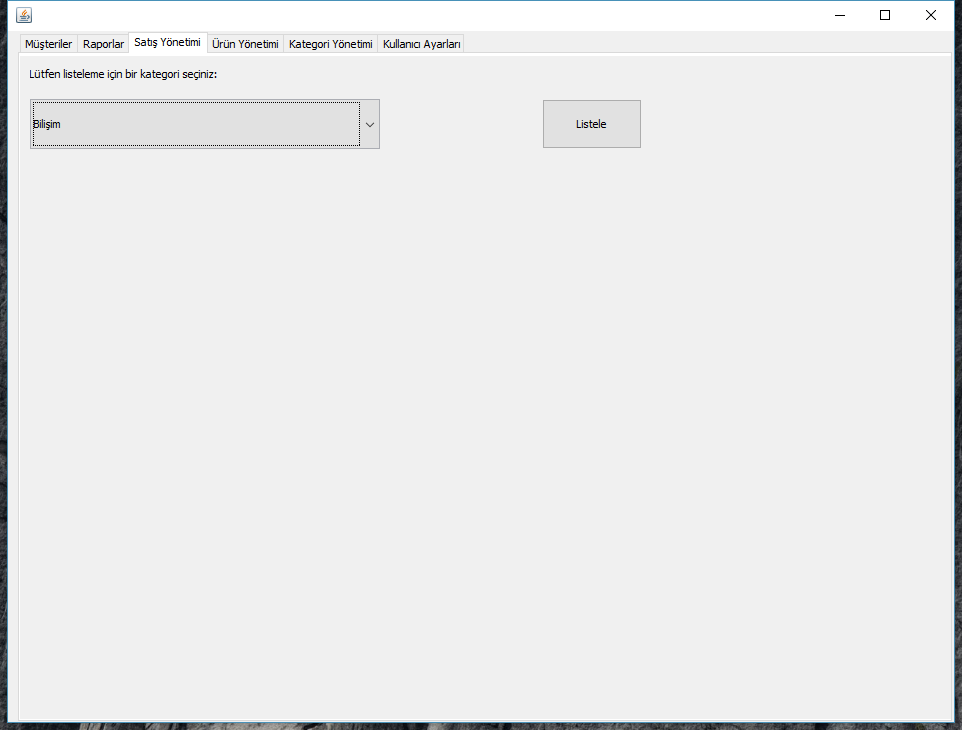 Müşteriler Raporlar Satış Yönetimi Ürün Yönetimi Kategori Yönetimi Kullanıcı Ayarları
Lütfen listeleme için bir kategori seçiniz:
Bilişim Listele